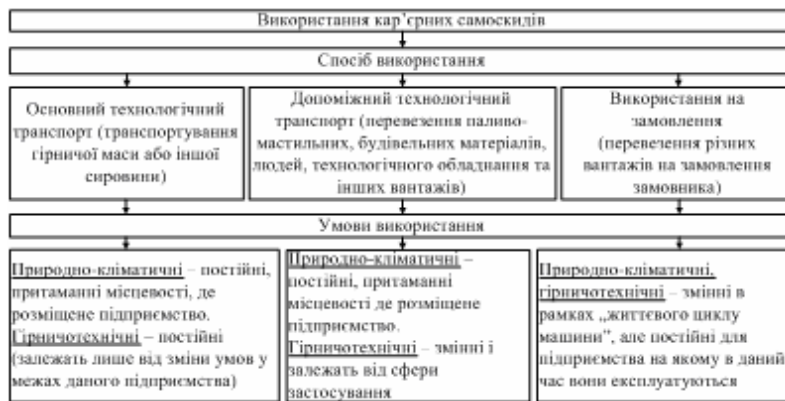 Використання кар’єрних самоскидів
Спосіб використання
Основний технологічний
транспорт (транспортування
гірничої маси або іншої
сировини)
Допоміжний технологічний
транспорт (перевезення паливо-
мастильних, будівельних матеріалів,
людей, технологічного обладнання та
інших вантажів)
Використання на
замовлення
(перевезення різних
вантажів на замовлення
замовника)
Умови використання
Природно-кліматичні – постійні,
притаманні місцевості, де
розміщене підприємство.
Гірничотехнічні – постійні
(залежать лише від зміни умов у
межах даного підприємства)
Природно-кліматичні –
постійні, притаманні
місцевості де розміщене
підприємство.
Гірничотехнічні – змінні і
залежать від сфери
застосування
Природно-кліматичні,
гірничотехнічні – змінні в
рамках „життєвого циклу
машини”, але постійні для
підприємства на якому в даний
час вони експлуатуються